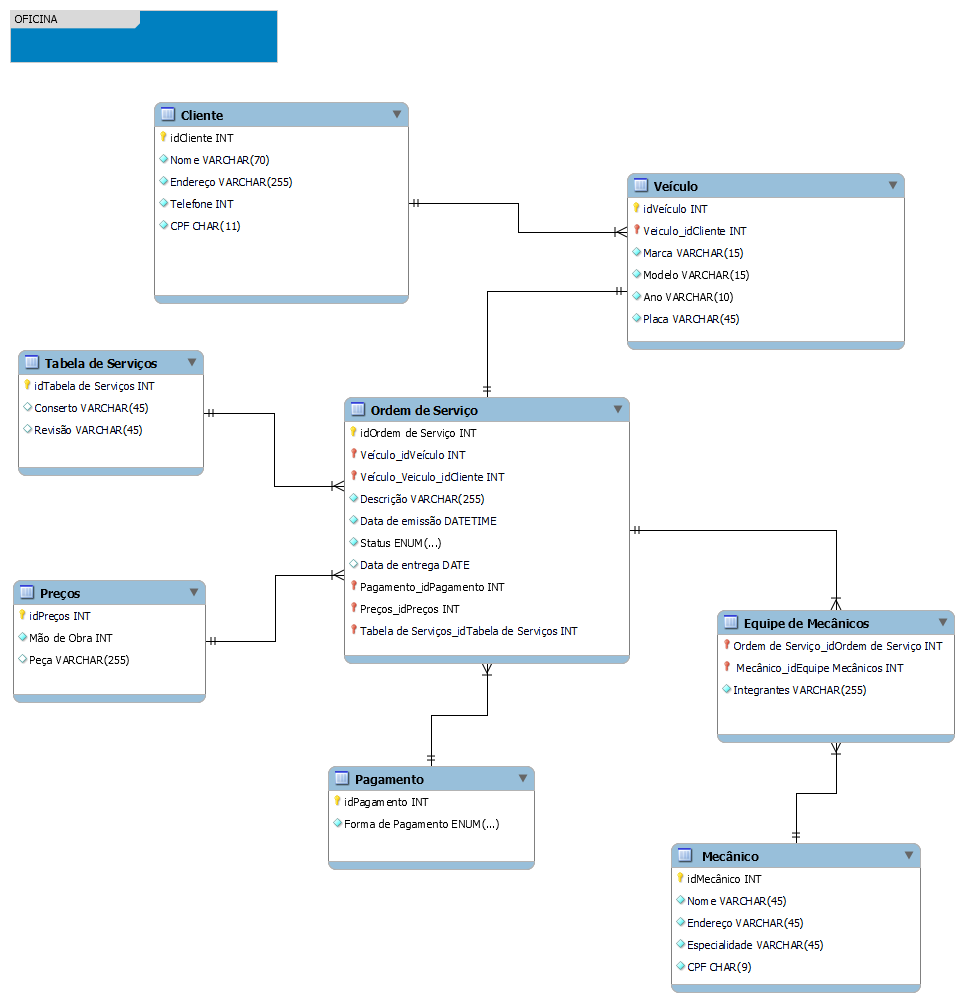 OFICINA
Cliente
idCliente INT
Nome VARCHAR(70)
Endereço VARCHAR(255)
Telefone INT
CPF CHAR(11)
Veículo
idVeículo INT
Veiculo_idCliente INT
Marca VARCHAR(15)
Modelo VARCHAR(15)
Ano VARCHAR(10)
Placa VARCHAR(45)
Tabela de Serviços
idTabela de Serviços INT
Conserto VARCHAR(45)
Revisão VARCHAR(45)
Ordem de Serviço
idOrdem de Serviço INT
Veículo_idVeículo INT
Veículo_Veiculo_idCliente INT
Descrição VARCHAR(255)
Data de emissão DATETIME
Status ENUM(...)
Data de entrega DATE
Pagamento_idPagamento INT
Preços_idPreços INT
Tabela de Serviços_idTabela de Serviços INT
Preços
idPreços INT
Mão de Obra INT
Peça VARCHAR(255)
Equipe de Mecânicos
Ordem de Serviço_idOrdem de Serviço INT
Mecânico_idEquipe Mecânicos INT
Integrantes VARCHAR(255)
Pagamento
idPagamento INT
Forma de Pagamento ENUM(...)
Mecânico
idMecânico INT
Nome VARCHAR(45)
Endereço VARCHAR(45)
Especialidade VARCHAR(45)
CPF CHAR(9)